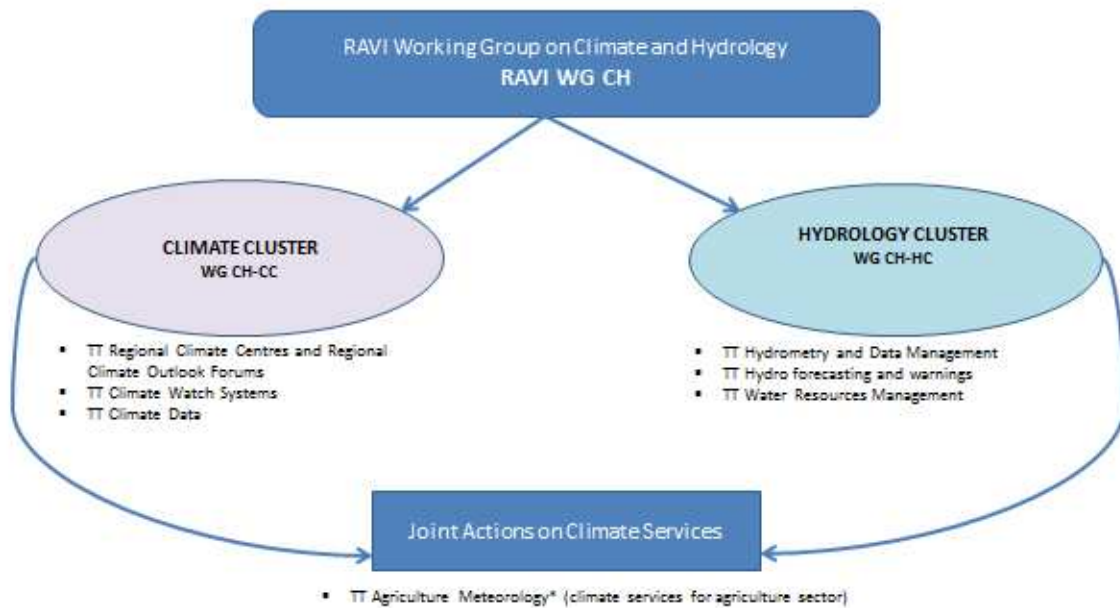 RAVI Working Group on Climate and Hydrology
RAVI WG CH
CLIMATE CLUSTER
WG CH-CC
HYDROLOGY CLUSTER
WG CH-HC
▪ TT Regional Climate Centres and Regional
Climate Outlook Forums
▪ TT Climate Watch Systems
▪ TT Climate Data
▪ TT Hydrometry and Data Management
▪ TT Hydro forecasting and warnings
▪ TT Water Resources Management
Joint Actions on Climate Services
▪ TT Agriculture Meteorology* (climate services for agriculture sector)